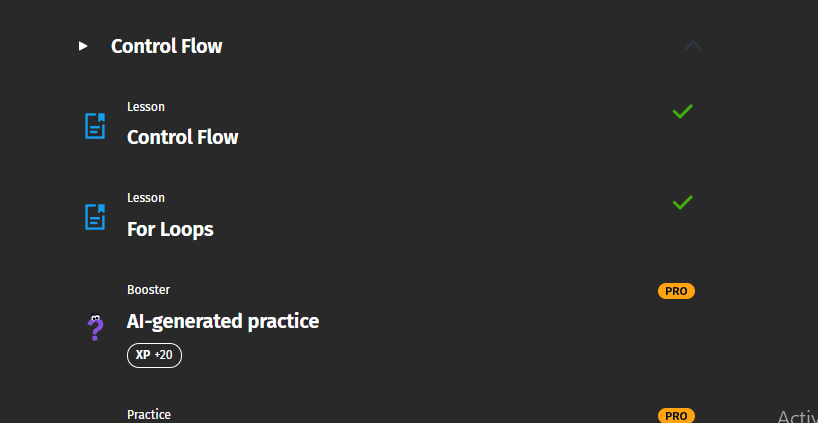 Control Flow
Lesson
Control Flow
Lesson
For Loops
Booster
PRO
AI-generated practice
XP +20
Practice
PRO
Activ